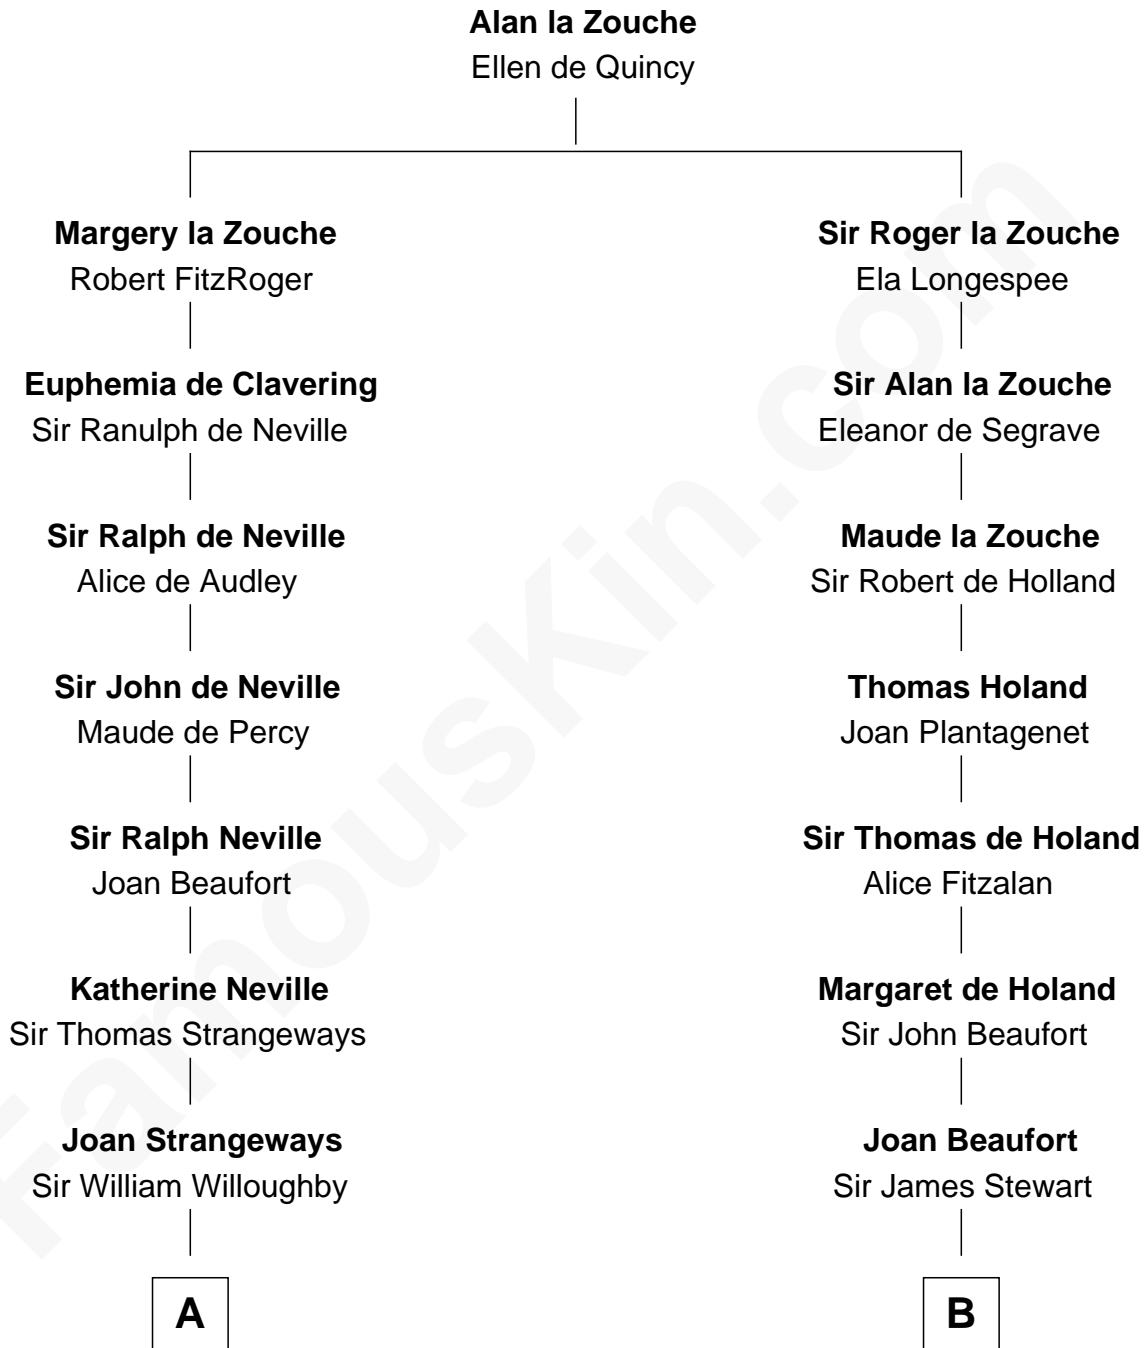 Alan la Zouche
Ellen de Quincy
Margery la Zouche
Robert FitzRoger
Sir Roger la Zouche
Ela Longespee
Euphemia de Clavering
Sir Ranulph de Neville
Sir Alan la Zouche
Eleanor de Segrave
Sir Ralph de Neville
Alice de Audley
Maude la Zouche
Sir Robert de Holland
Sir John de Neville
Maude de Percy
Thomas Holand
Joan Plantagenet
Sir Ralph Neville
Joan Beaufort
Sir Thomas de Holand
Alice Fitzalan
Katherine Neville
Sir Thomas Strangeways
Margaret de Holand
Sir John Beaufort
Joan Strangeways
Sir William Willoughby
Joan Beaufort
Sir James Stewart
A
B
FamousKin.com